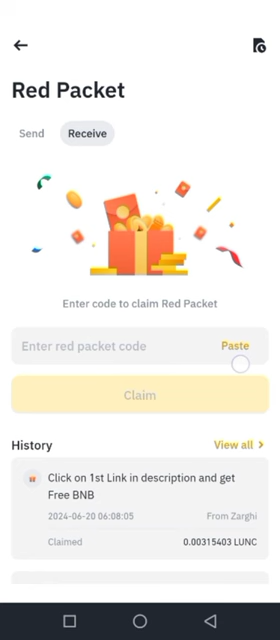 Red Packet
Send
Receive
Enter code to claim Red Packet
Enter red packet code
Paste
Claim
History
View all
Click on 1st Link in description and get
Free BNB
2024-06-20 06:08:05
From Zarghi
Claimed
0.00315403 LUNC